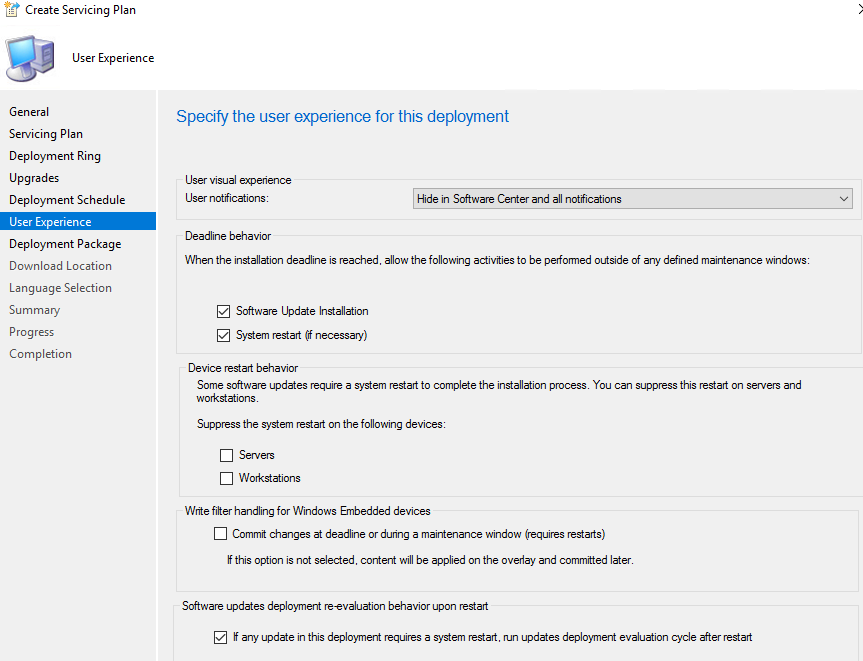 Create Servicing Plan
User Experience
General
Servicing Plan
Deployment Ring
Upgrades
Deployment Schedule
User Experience
Deployment Package
Download Location
Language Selection
Summary
Progress
Completion
Specify the user experience for this deployment
User visual experience
User notifications:
Hide in Software Center and all notifications
Deadline behavior
When the installation deadline is reached, allow the following activities to be performed outside of any defined maintenance windows:
Software Update Installation
System restart (if necessary)
Device restart behavior
Some software updates require a system restart to complete the installation process. You can suppress this restart on servers and
workstations.
Suppress the system restart on the following devices:
Servers
Workstations
Write filter handling for Windows Embedded devices
Commit changes at deadline or during a maintenance window (requires restarts)
If this option is not selected, content will be applied on the overlay and committed later.
Software updates deployment re-evaluation behavior upon restart
If any update in this deployment requires a system restart, run updates deployment evaluation cycle after restart